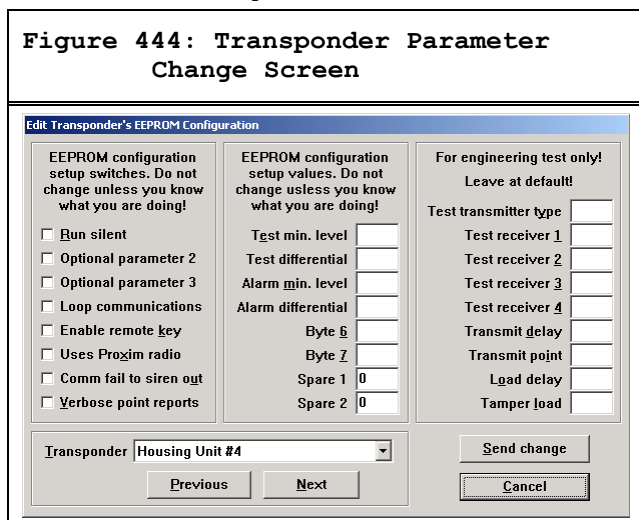 Figure 444: Transponder Parameter
Change Screen
Edit Transponder's EEPROM Configuration
EEPROM configuration
setup switches. Do not
change unless you know
what you are doing!
Run silent
Optional parameter 2
Optional parameter 3
Loop communications
Enable remote key
Uses Proxim radio
Comm fail to siren out
Verbose point reports
EEPROM configuration
setup values. Do not
change usless you know
what you are doing!
Test min. level
Test differential
Alarm min. level
Alarm differential
Byte 6
Byte 7
Spare 1 0
Spare 2 0
For engineering test only!
Leave at default!
Test transmitter type
Test receiver 1
Test receiver 2
Test receiver 3
Test receiver 4
Transmit delay
Transmit point
Load delay
Tamper load
Transponder Housing Unit #4
Previous Next
Send change
Cancel